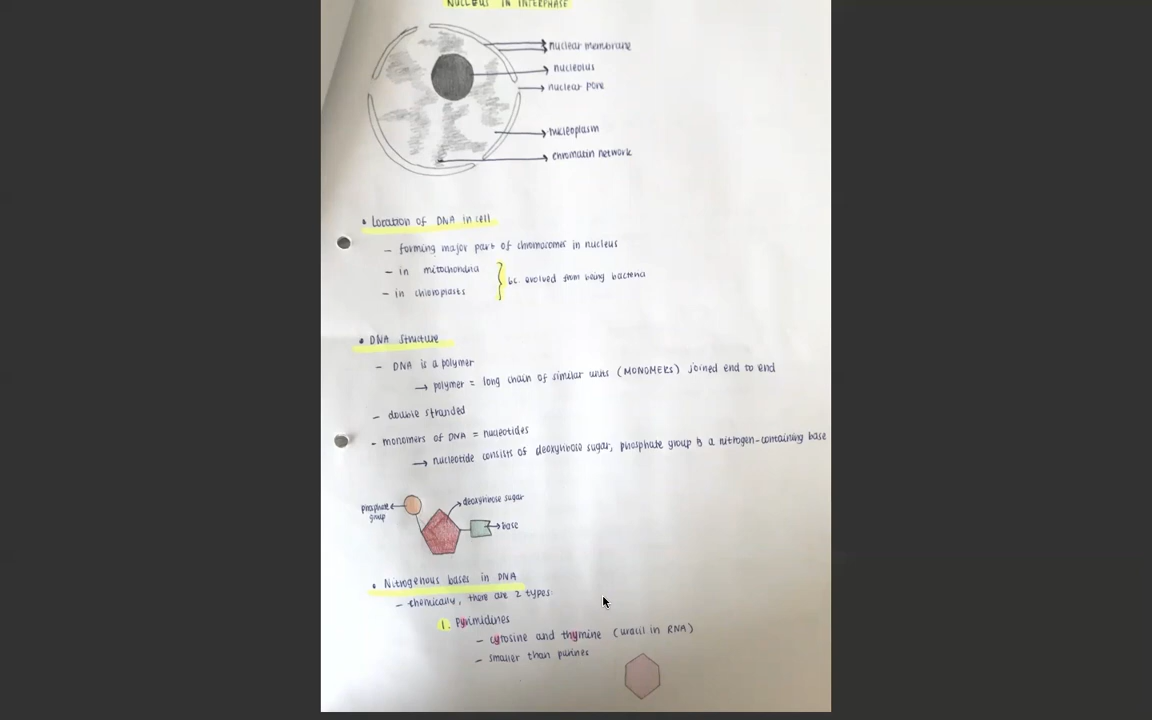 NUCLEUS IN INTERPHASE
nuclear membrane
nucleolus
nuclear pore
nucleoplasm
chromatin network
• Location of DNA in cell
– forming major part of chromosomes in nucleus
– in mitochondria
– in chloroplasts
bc. evolved from being bacteria
• DNA structure
– DNA is a polymer
→ polymer = long chain of similar units (MONOMERS) joined end to end
– double stranded
– monomers of DNA = nucleotides
→ nucleotide consists of deoxyribose sugar, phosphate group & a nitrogen-containing base
phosphate
group
deoxyribose sugar
base
• Nitrogenous bases in DNA
– chemically, there are 2 types:
1. Pyrimidines
– cytosine and thymine (uracil in RNA)
– smaller than purines